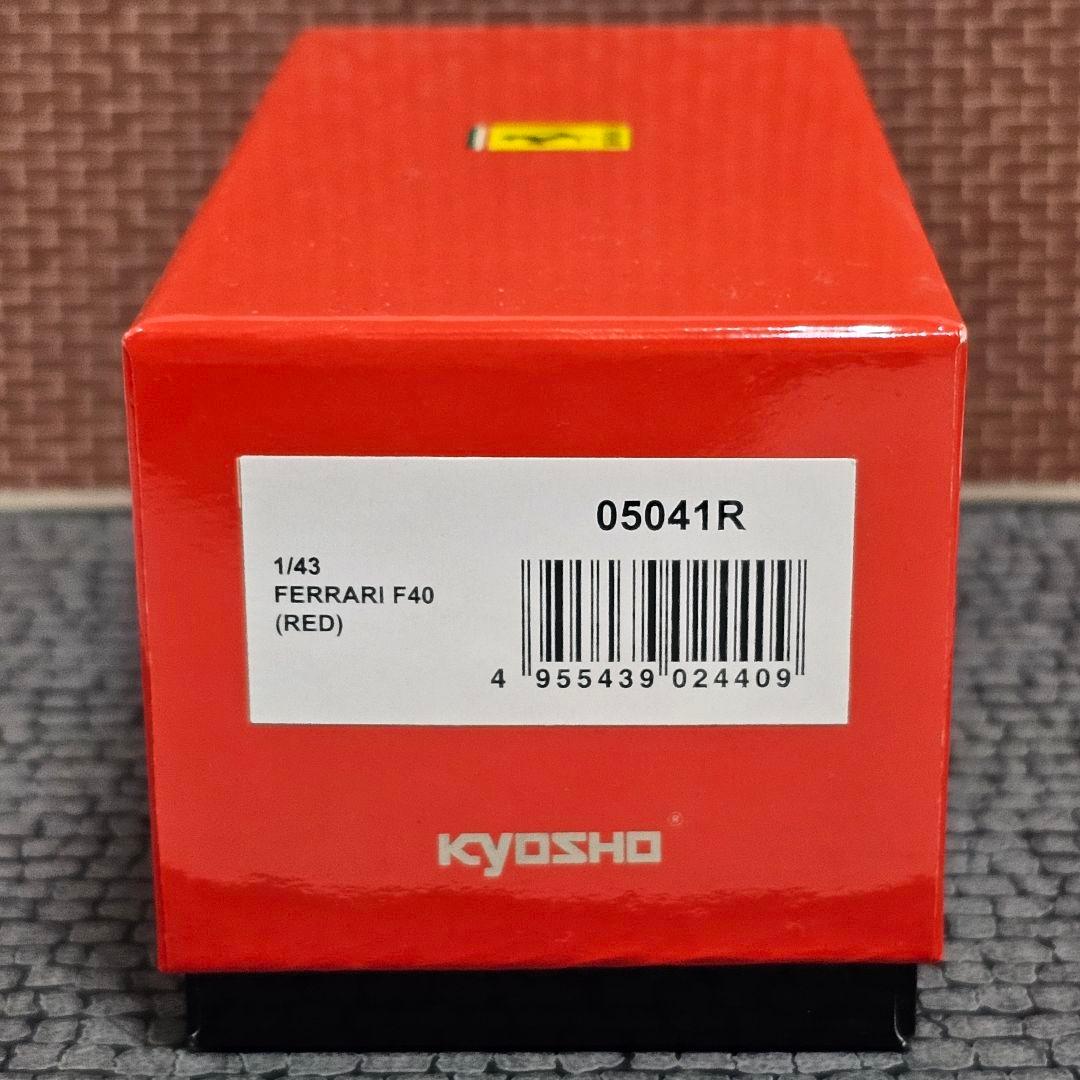 05041R
1/43
FERRARI F40
(RED)
4 955439 024409
KYOSHO®